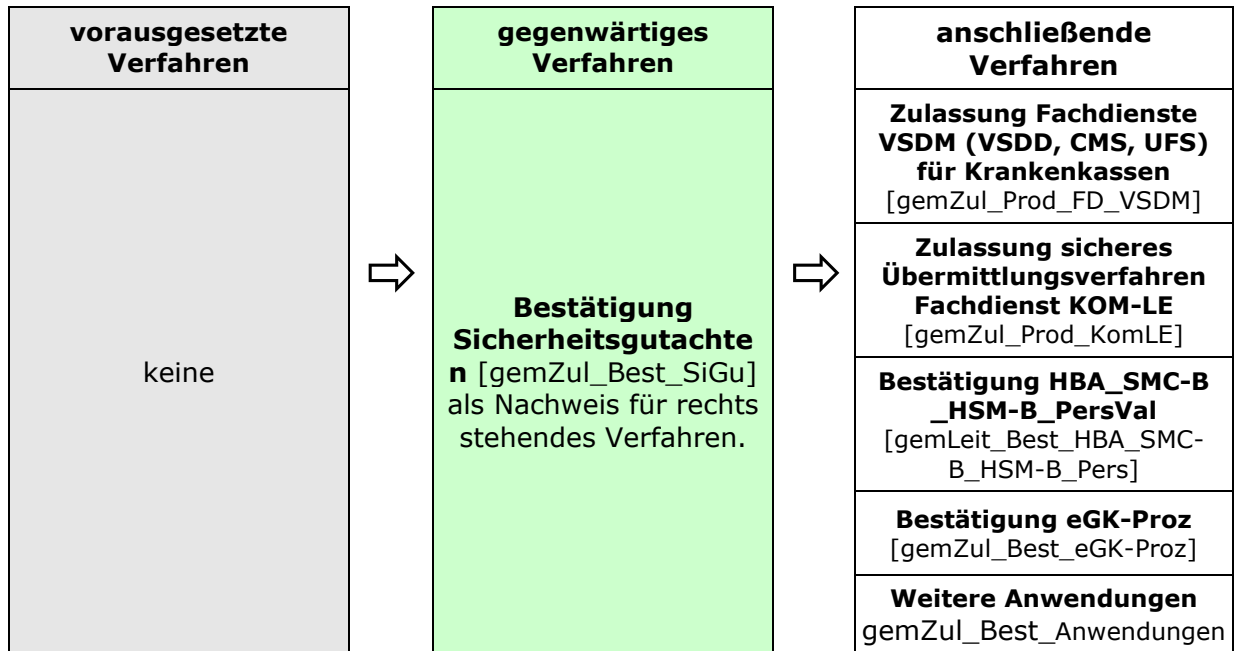 vorausgesetzte
Verfahren
keine
gegenwärtiges
Verfahren
Bestätigung
Sicherheitsgutachte
n [gemZul_Best_SiGu]
als Nachweis für rechts
stehendes Verfahren.
anschließende
Verfahren
Zulassung Fachdienste
VSDM (VSDD, CMS, UFS)
für Krankenkassen
[gemZul_Prod_FD_VSDM]
Zulassung sicheres
Übermittlungsverfahren
Fachdienst KOM-LE
[gemZul_Prod_KomLE]
Bestätigung HBA_SMC-B
_HSM-B_PersVal
[gemLeit_Best_HBA_SMC-
B_HSM-B_Pers]
Bestätigung eGK-Proz
[gemZul_Best_eGK-Proz]
Weitere Anwendungen
gemZul_Best_Anwendungen